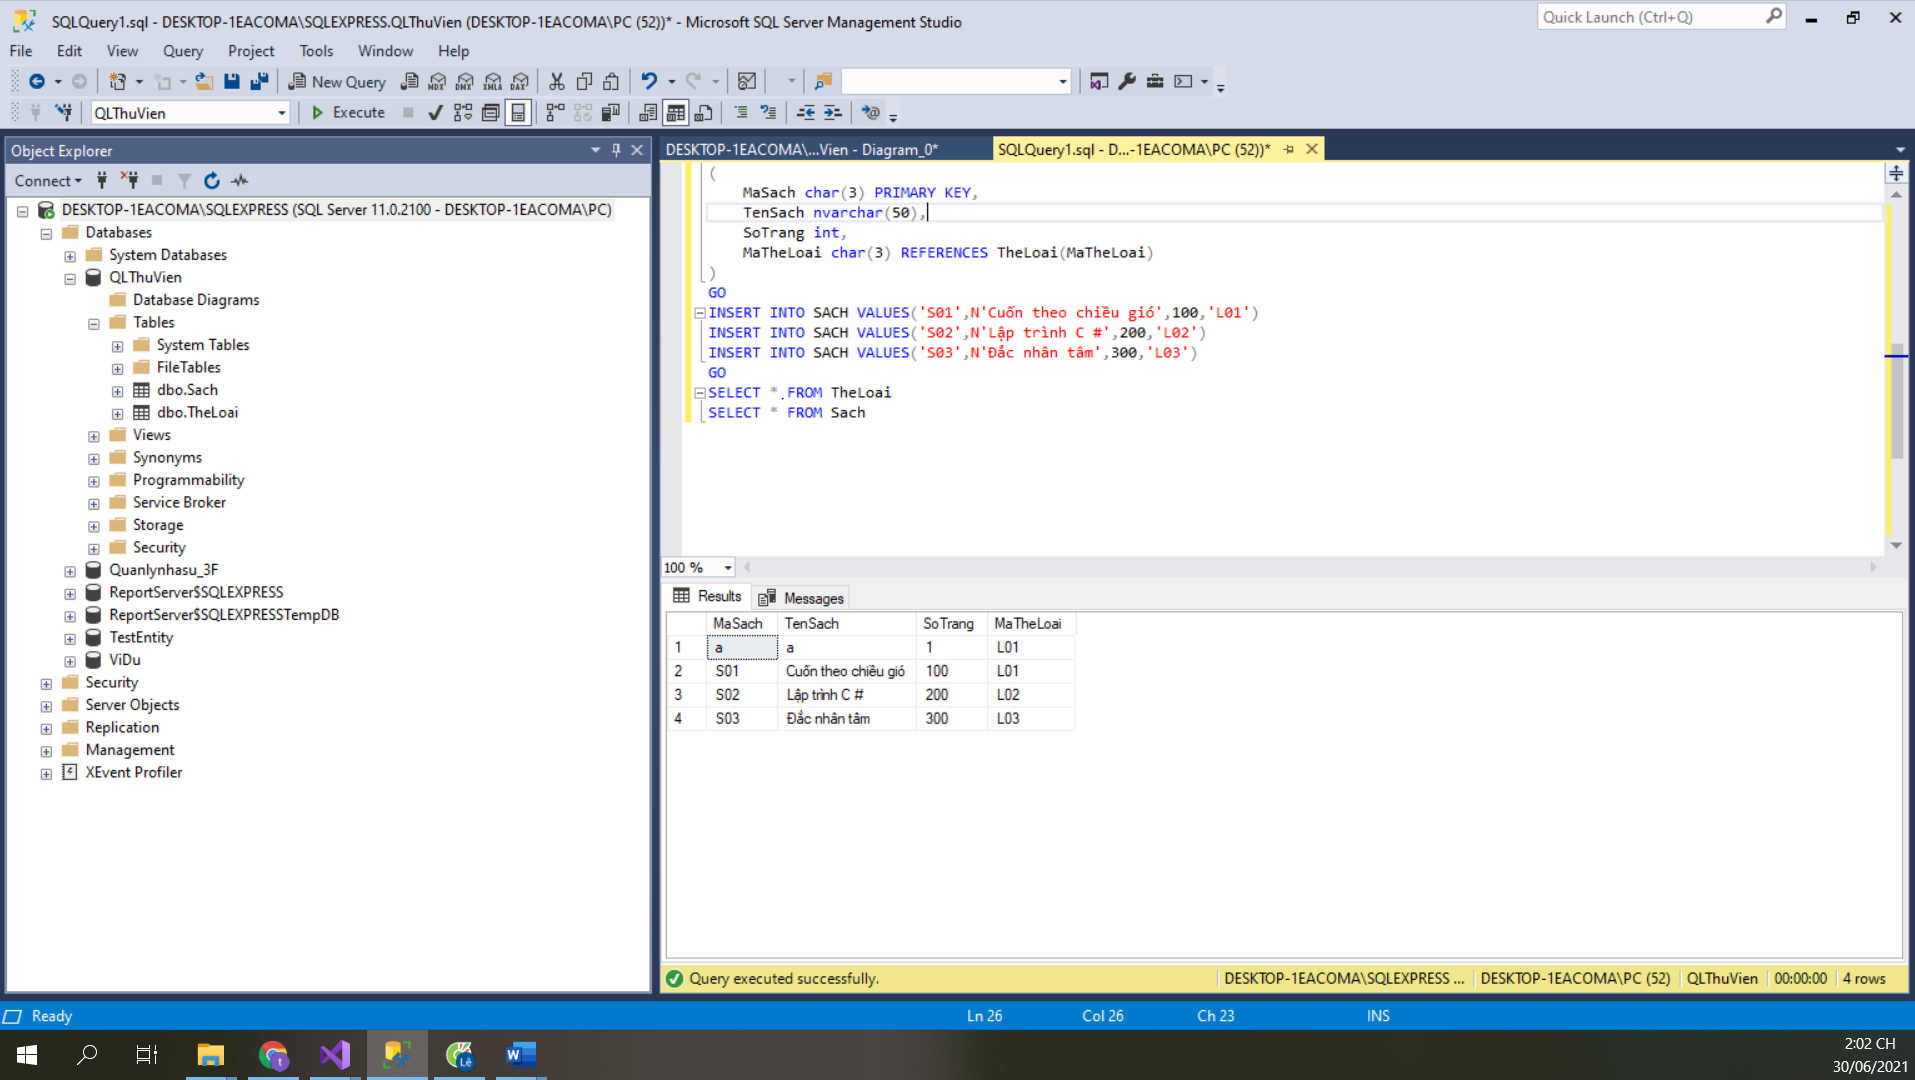 SQLQuery1.sql - DESKTOP-1EACOMA\SQLEXPRESS.QLThuVien (DESKTOP-1EACOMA\PC (52))* - Microsoft SQL Server Management Studio
Quick Launch (Ctrl+Q)
File Edit View Query Project Tools Window Help
New Query MDX DMX XMLA DAX
QLThuVien Execute
Object Explorer
Connect
DESKTOP-1EACOMA\SQLEXPRESS (SQL Server 11.0.2100 - DESKTOP-1EACOMA\PC)
Databases
System Databases
QLThuVien
Database Diagrams
Tables
System Tables
FileTables
dbo.Sach
dbo.TheLoai
Views
Synonyms
Programmability
Service Broker
Storage
Security
Quanlynhasu_3F
ReportServer$SQLEXPRESS
ReportServer$SQLEXPRESSTempDB
TestEntity
ViDu
Security
Server Objects
Replication
Management
XEvent Profiler
DESKTOP-1EACOMA\...Vien - Diagram_0* SQLQuery1.sql - D...-1EACOMA\PC (52))*
(
MaSach char(3) PRIMARY KEY,
TenSach nvarchar(50),
SoTrang int,
MaTheLoai char(3) REFERENCES TheLoai(MaTheLoai)
)
GO
INSERT INTO SACH VALUES('S01',N'Cuốn theo chiều gió',100,'L01')
INSERT INTO SACH VALUES('S02',N'Lập trình C #',200,'L02')
INSERT INTO SACH VALUES('S03',N'Đắc nhân tâm',300,'L03')
GO
SELECT * FROM TheLoai
SELECT * FROM Sach
100 %
Results Messages
MaSach TenSach SoTrang MaTheLoai
1 a a 1 L01
2 S01 Cuốn theo chiều gió 100 L01
3 S02 Lập trình C # 200 L02
4 S03 Đắc nhân tâm 300 L03
Query executed successfully. DESKTOP-1EACOMA\SQLEXPRESS ... DESKTOP-1EACOMA\PC (52) QLThuVien 00:00:00 4 rows
Ready Ln 26 Col 26 Ch 23 INS
2:02 CH
30/06/2021